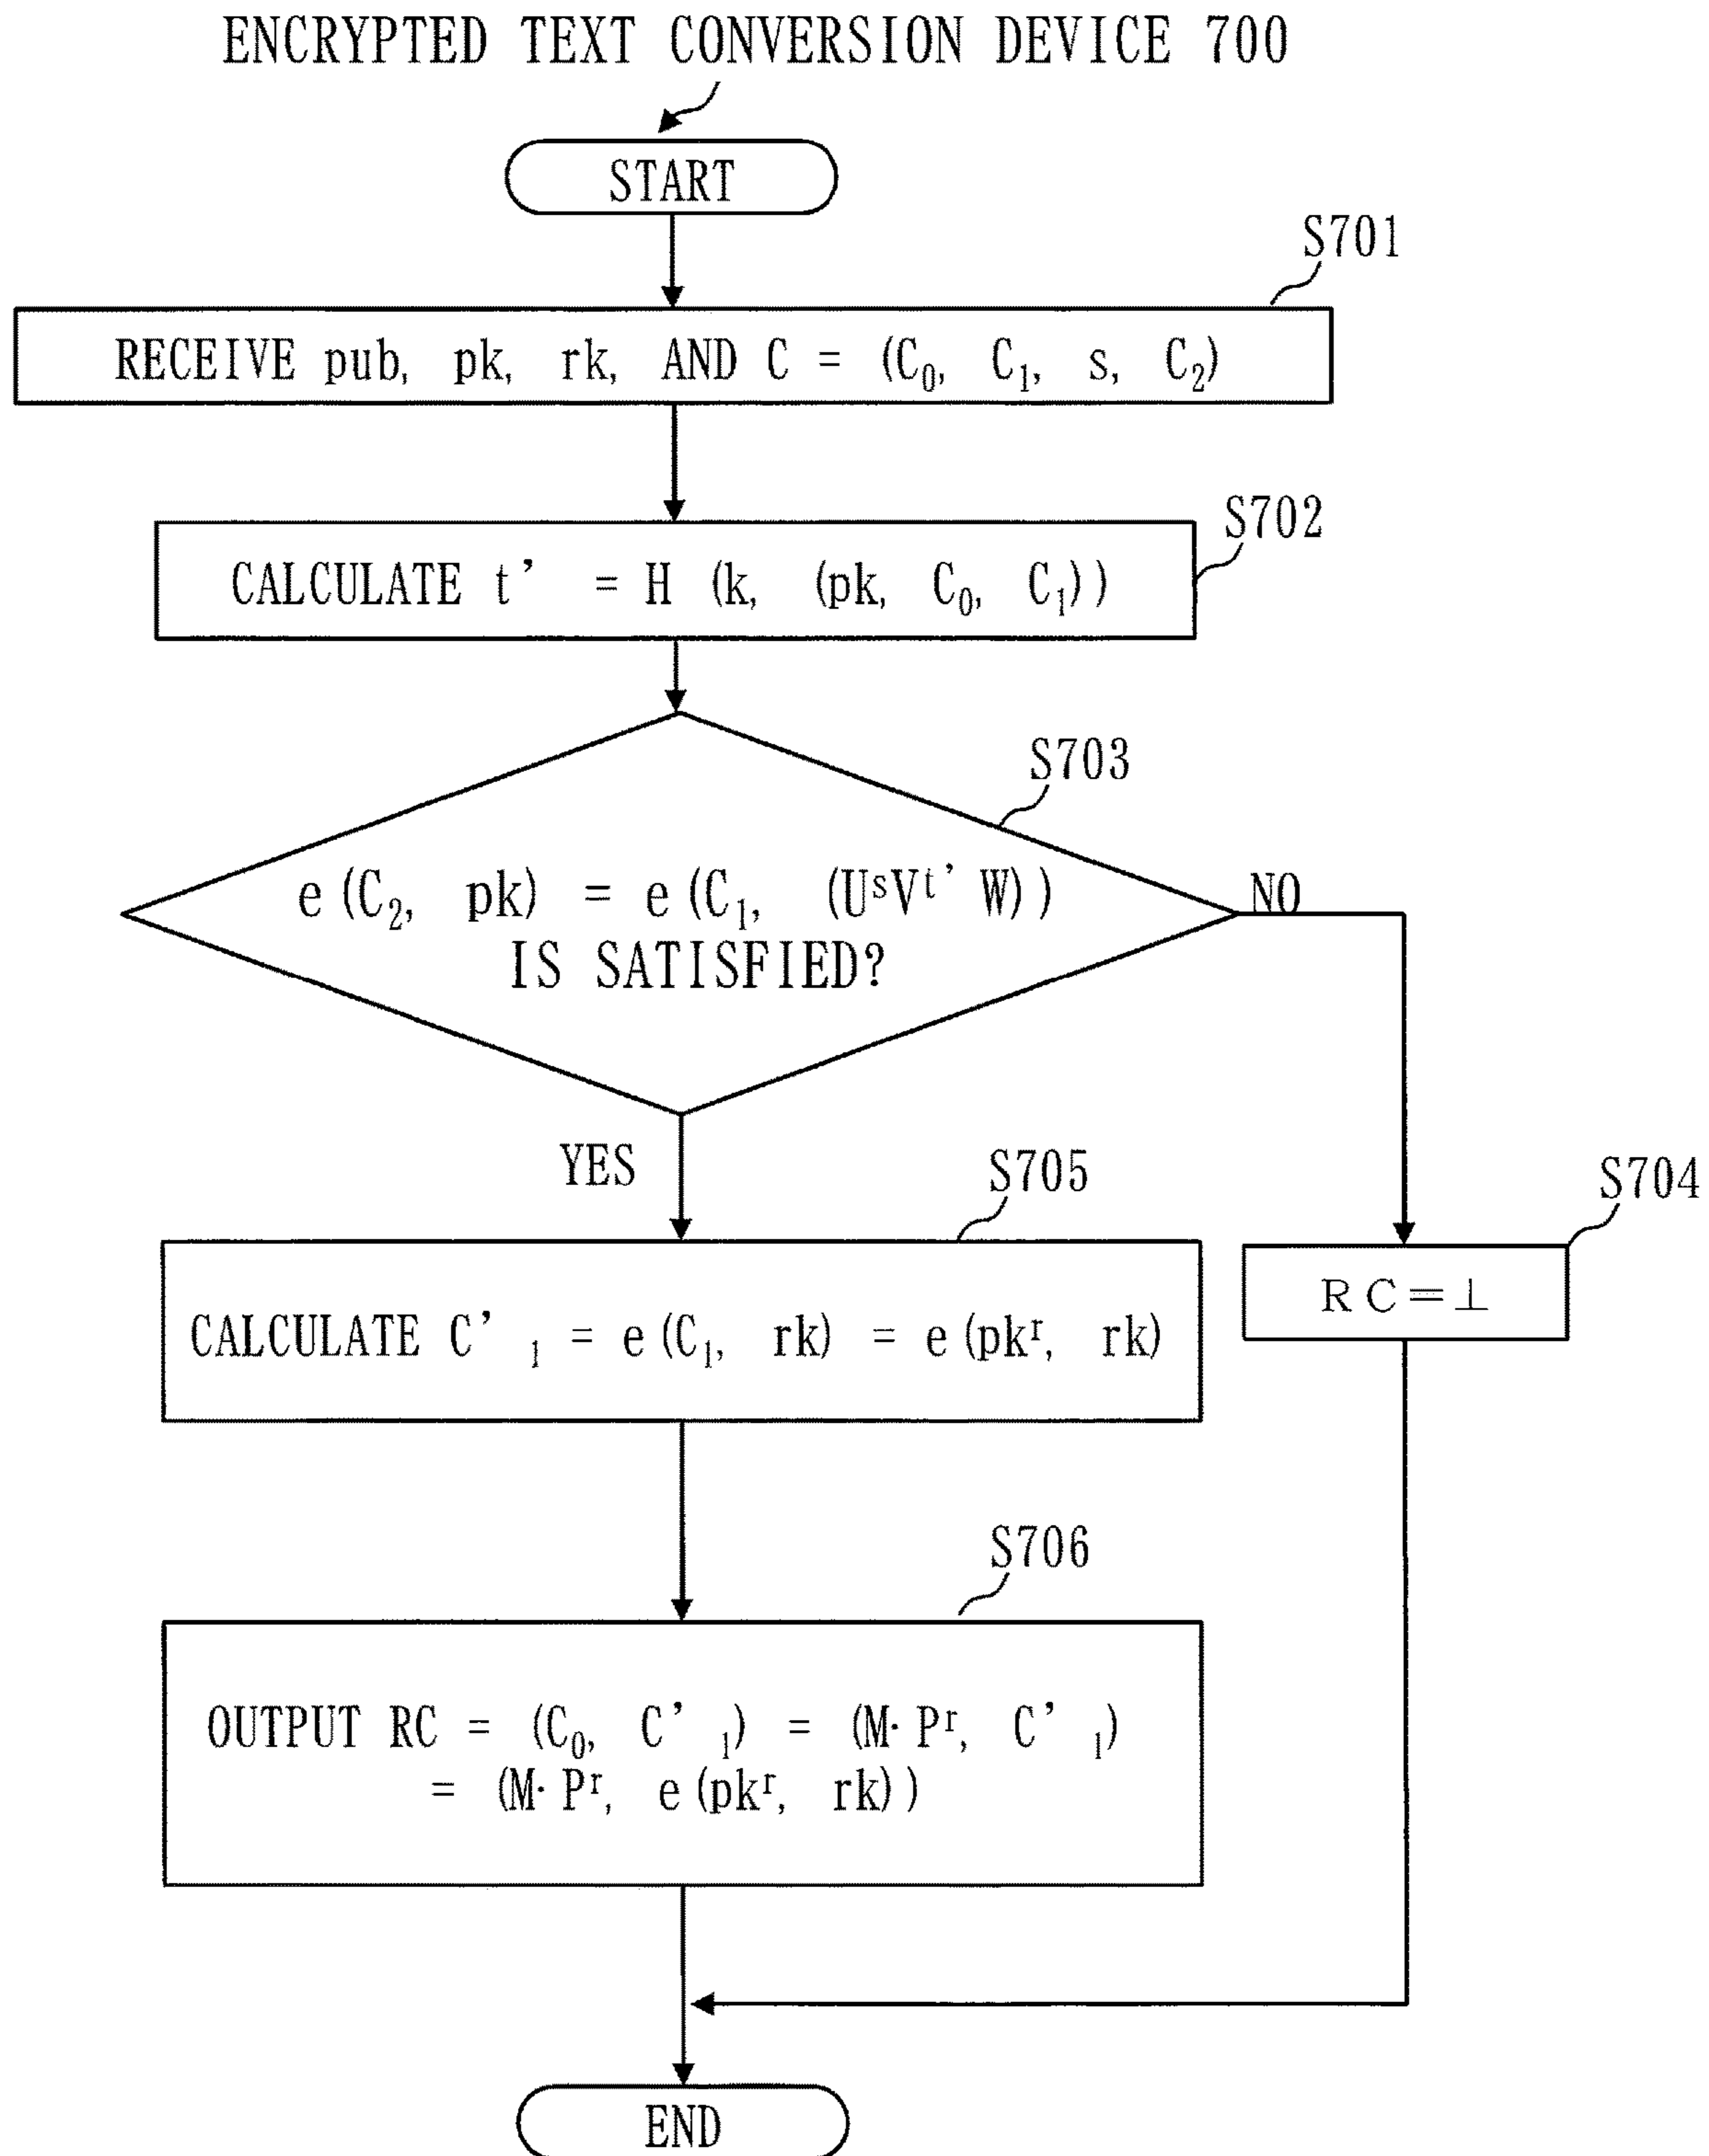 ENCRYPTED TEXT CONVERSION DEVICE 700
START
S701
RECEIVE pub, pk, rk, AND C = (C₀, C₁, s, C₂)
S702
CALCULATE t' = H (k, (pk, C₀, C₁))
S703
e (C₂, pk) = e (C₁, (UˢVᵗ' W))
IS SATISFIED?
NO
YES
S705
S704
CALCULATE C' ₁ = e (C₁, rk) = e (pkʳ, rk)
RC=⊥
S706
OUTPUT RC = (C₀, C' ₁) = (M· Pʳ, C' ₁)
= (M· Pʳ, e (pkʳ, rk))
END